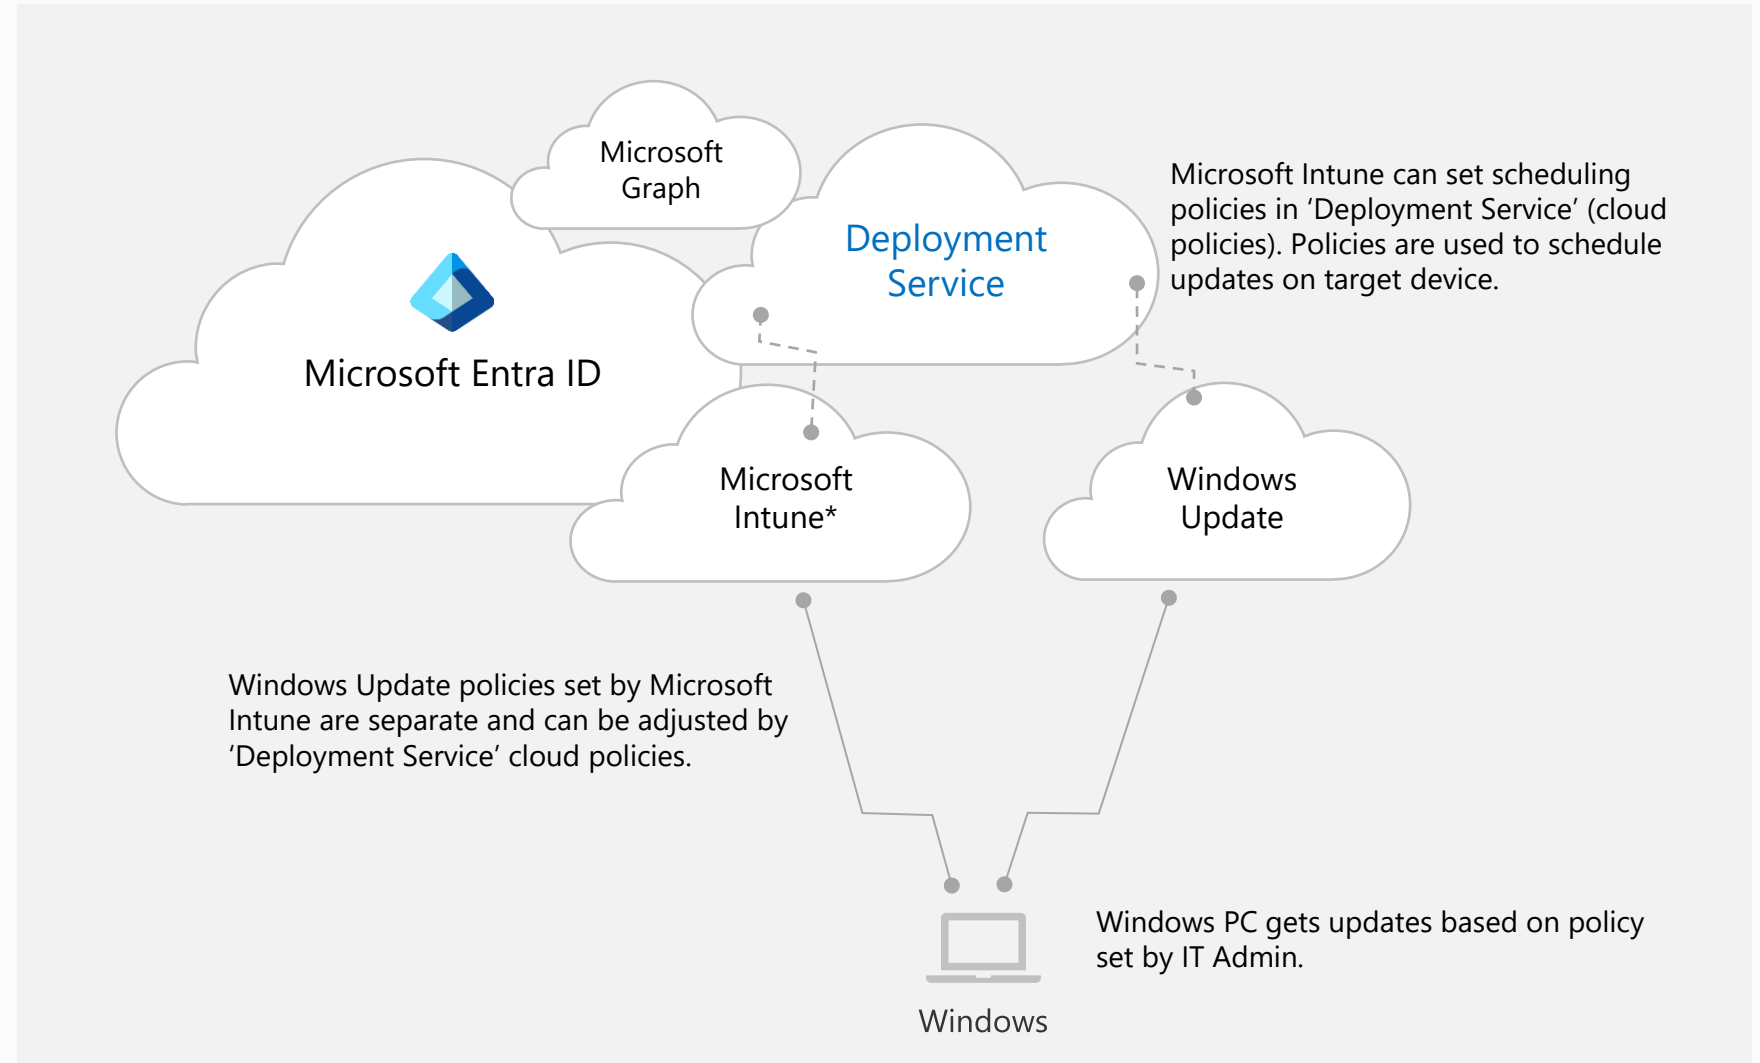 Microsoft
Graph
Deployment
Service
Microsoft Intune can set scheduling
policies in ‘Deployment Service’ (cloud
policies). Policies are used to schedule
updates on target device.
Microsoft Entra ID
Microsoft
Intune*
Windows
Update
Windows Update policies set by Microsoft
Intune are separate and can be adjusted by
‘Deployment Service’ cloud policies.
Windows PC gets updates based on policy
set by IT Admin.
Windows